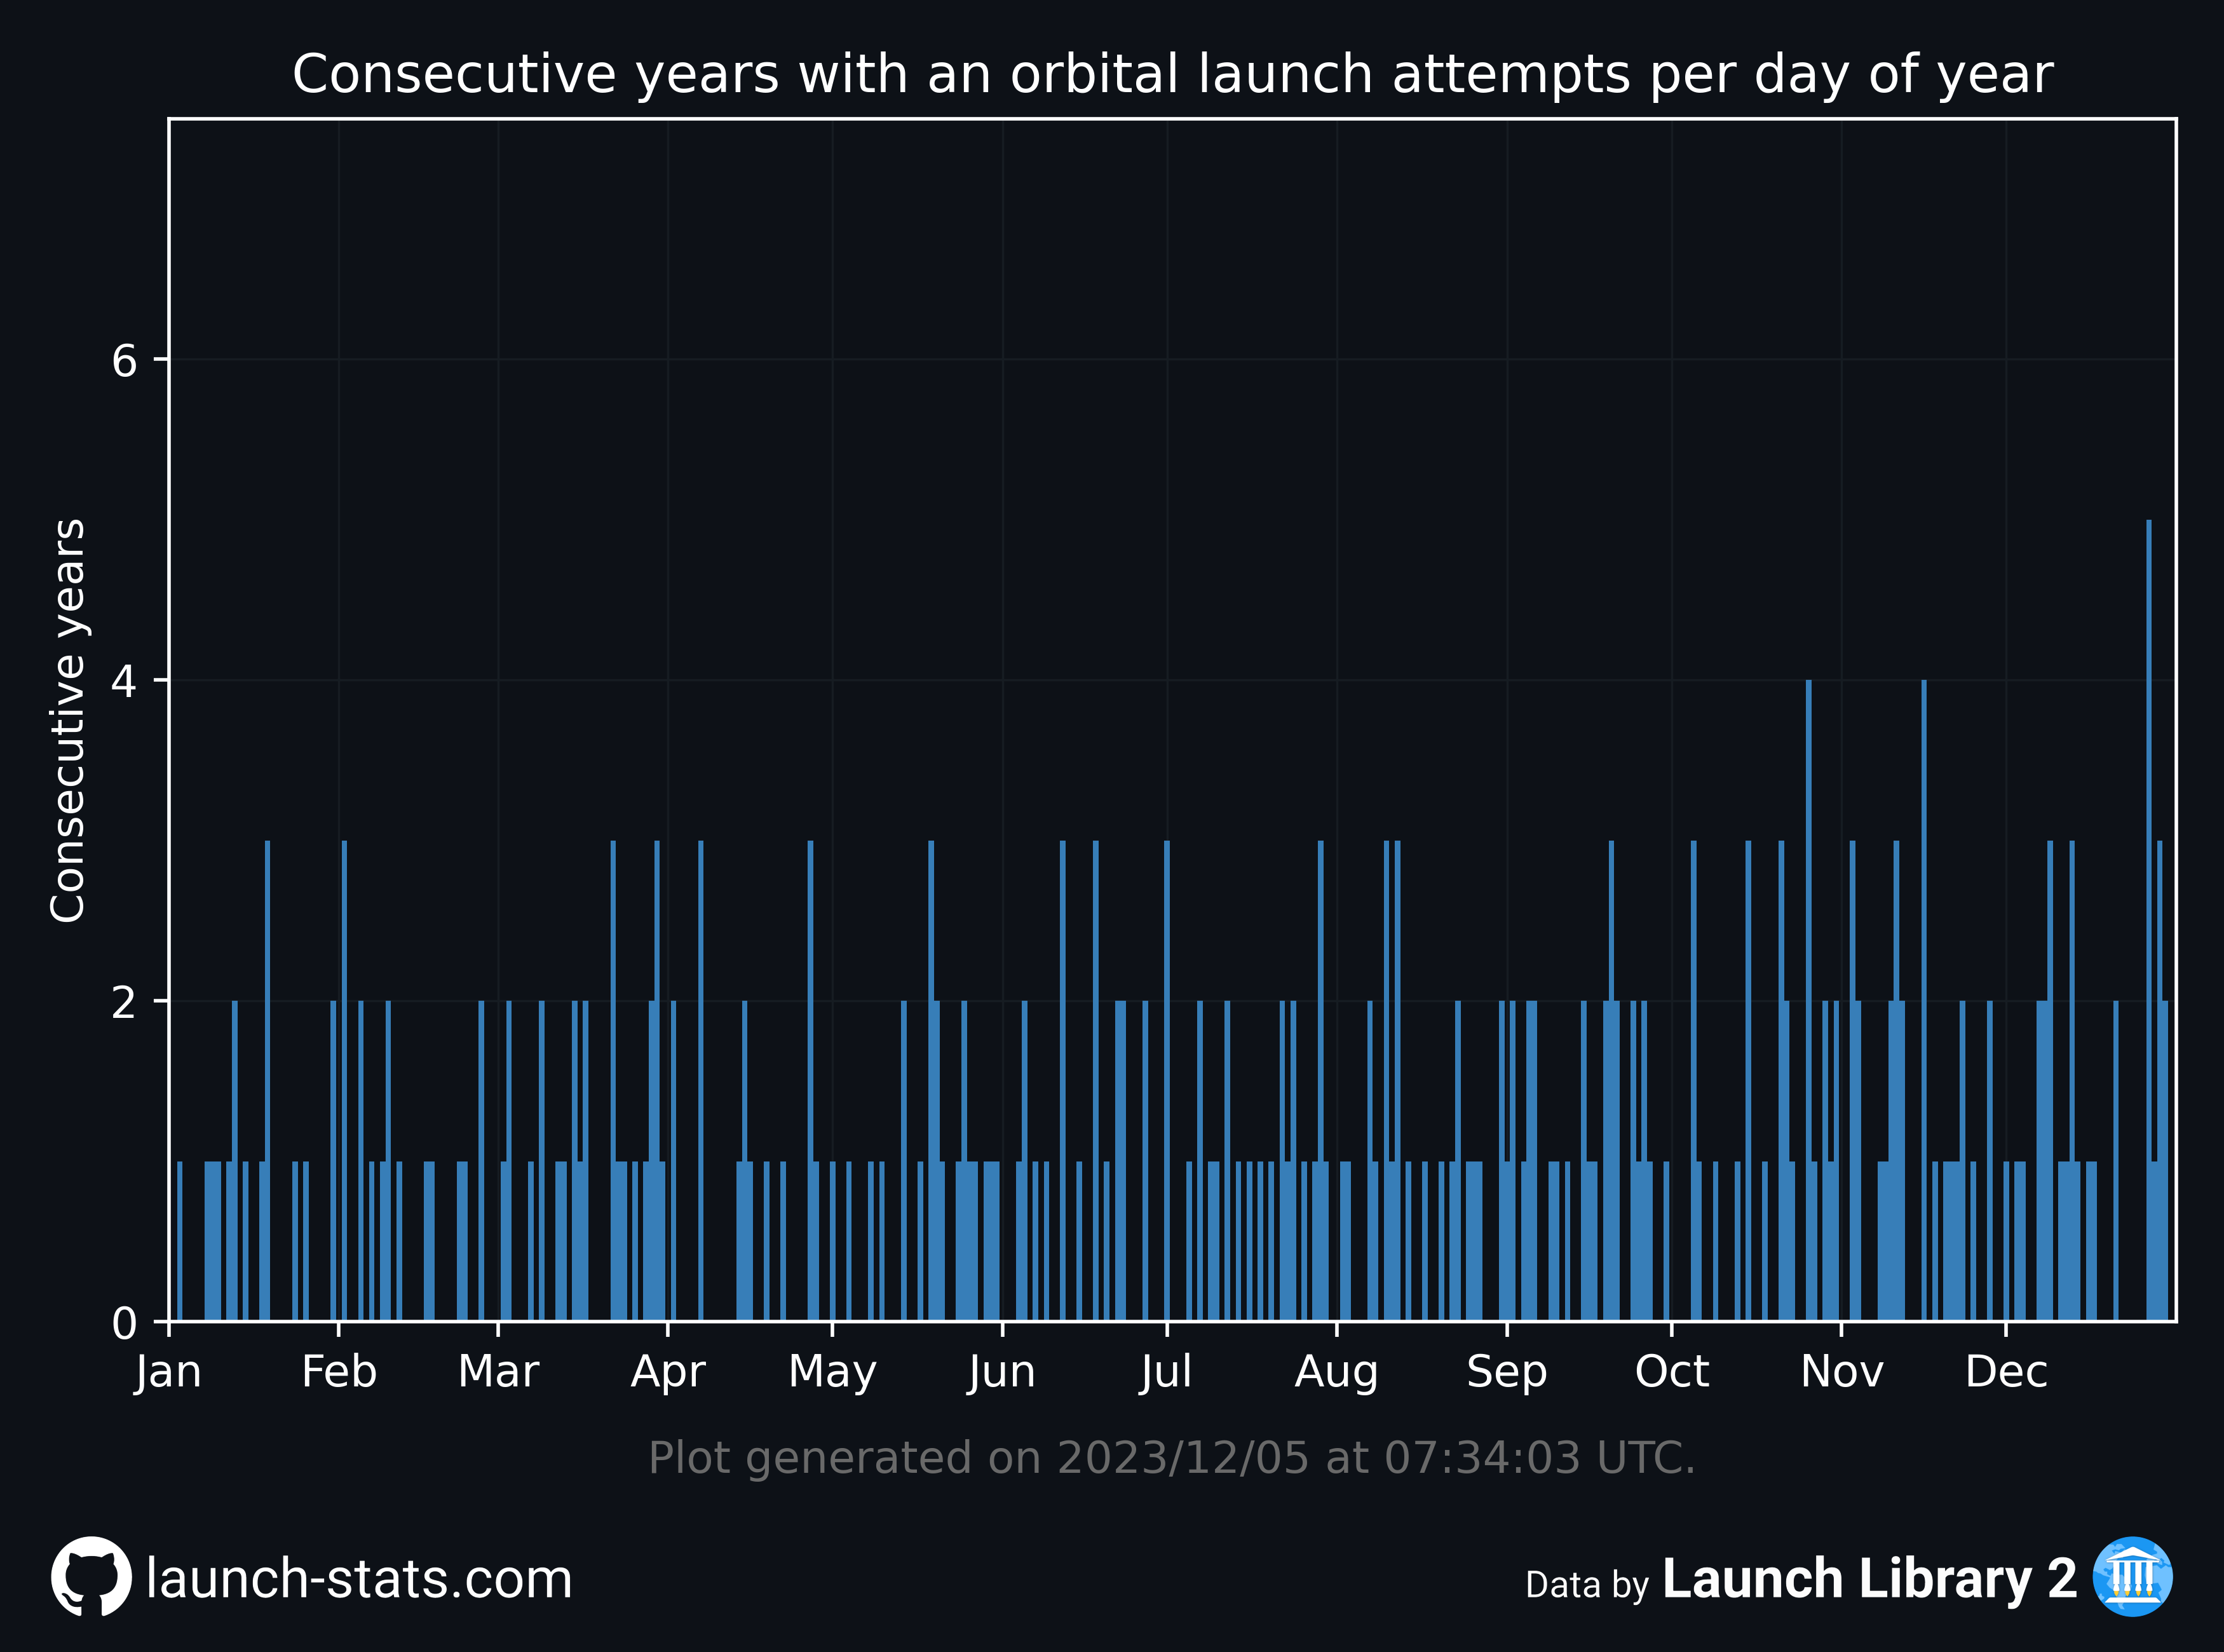 Consecutive years with an orbital launch attempts per day of year
Consecutive years
6
4
2
0
Jan Feb Mar Apr May Jun Jul Aug Sep Oct Nov Dec
Plot generated on 2023/12/05 at 07:34:03 UTC.
launch-stats.com
Data by Launch Library 2